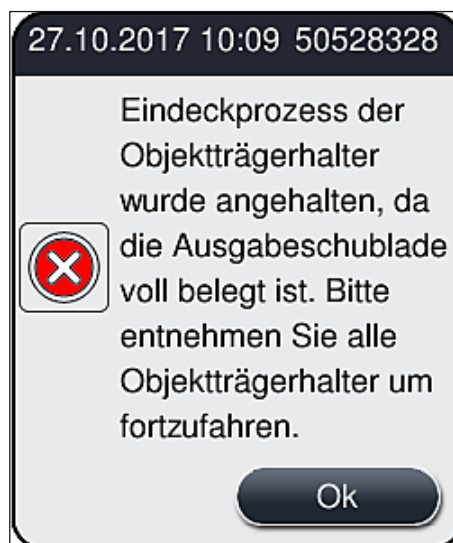 27.10.2017 10:09 50528328
Eindeckprozess der
Objektträgerhalter
wurde angehalten, da
die Ausgabeschublade
voll belegt ist. Bitte
entnehmen Sie alle
Objektträgerhalter um
fortzufahren.
Ok